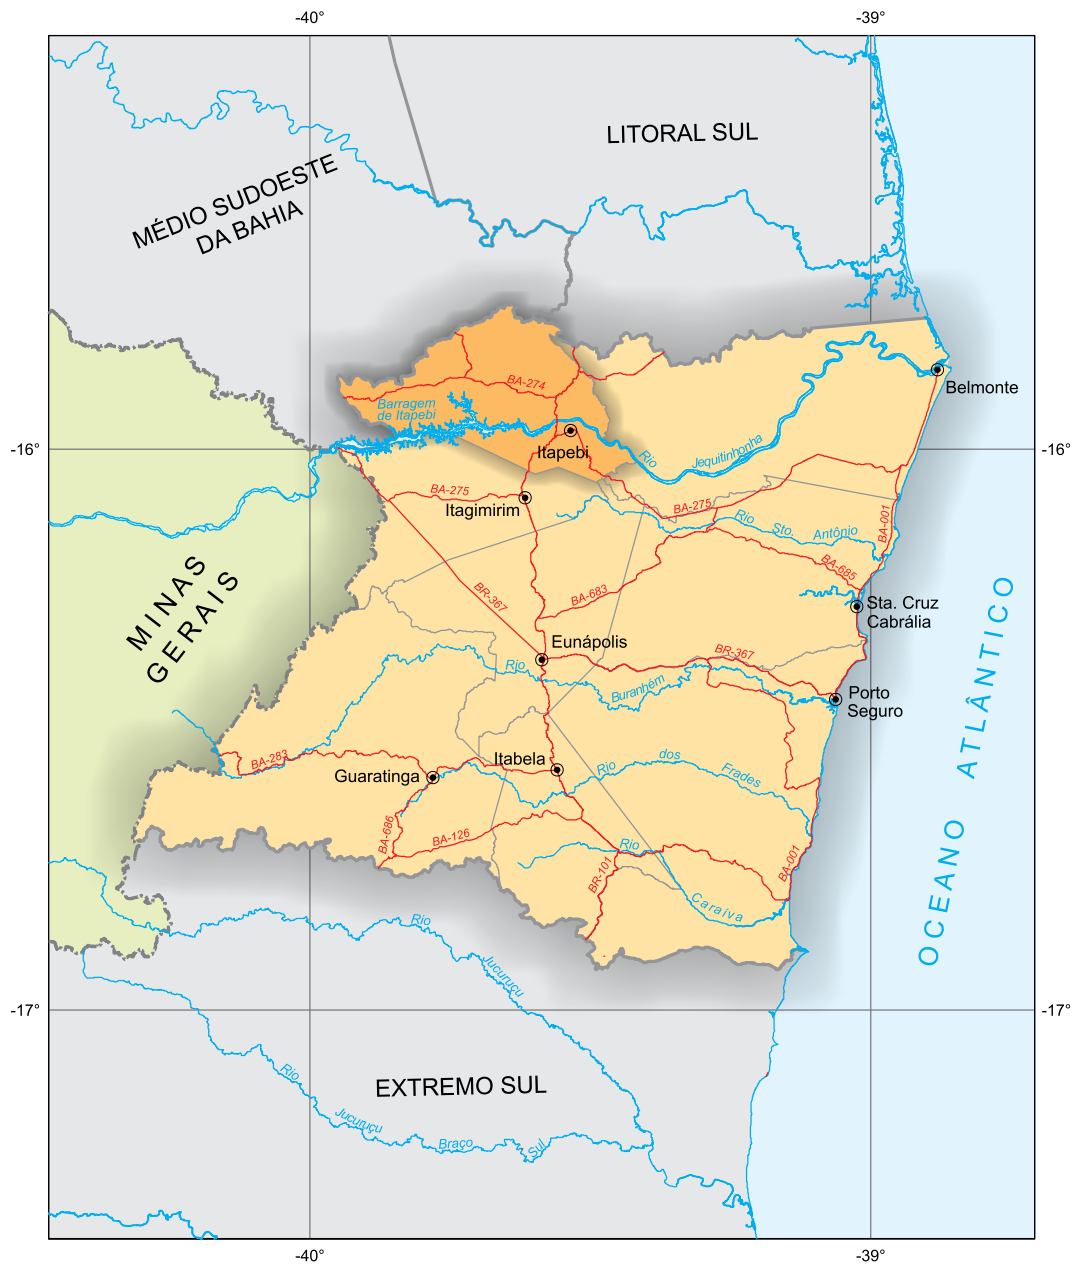 -40°
-39°
LITORAL SUL
MÉDIO SUDOESTE
DA BAHIA
BA-274
Barragem
de Itapebi
Belmonte
-16°
-16°
Itapebi
Rio
Jequitinhonha
BA-275
Itagimirim
BA-275
Rio
Sto.
Antônio
BA-001
MINAS
GERAIS
BR-367
BA-683
BA-685
Sta. Cruz
Cabrália
OCEANO ATLÂNTICO
Eunápolis
BR-367
Rio
Buranhém
Porto
Seguro
BA-283
Guaratinga
Itabela
Rio
dos
Frades
BA-686
BA-126
Rio
BR-101
BA-001
Caraíva
Rio
Jucuruçu
-17°
-17°
Rio
EXTREMO SUL
Jucuruçu
Braço
Sul
-40°
-39°